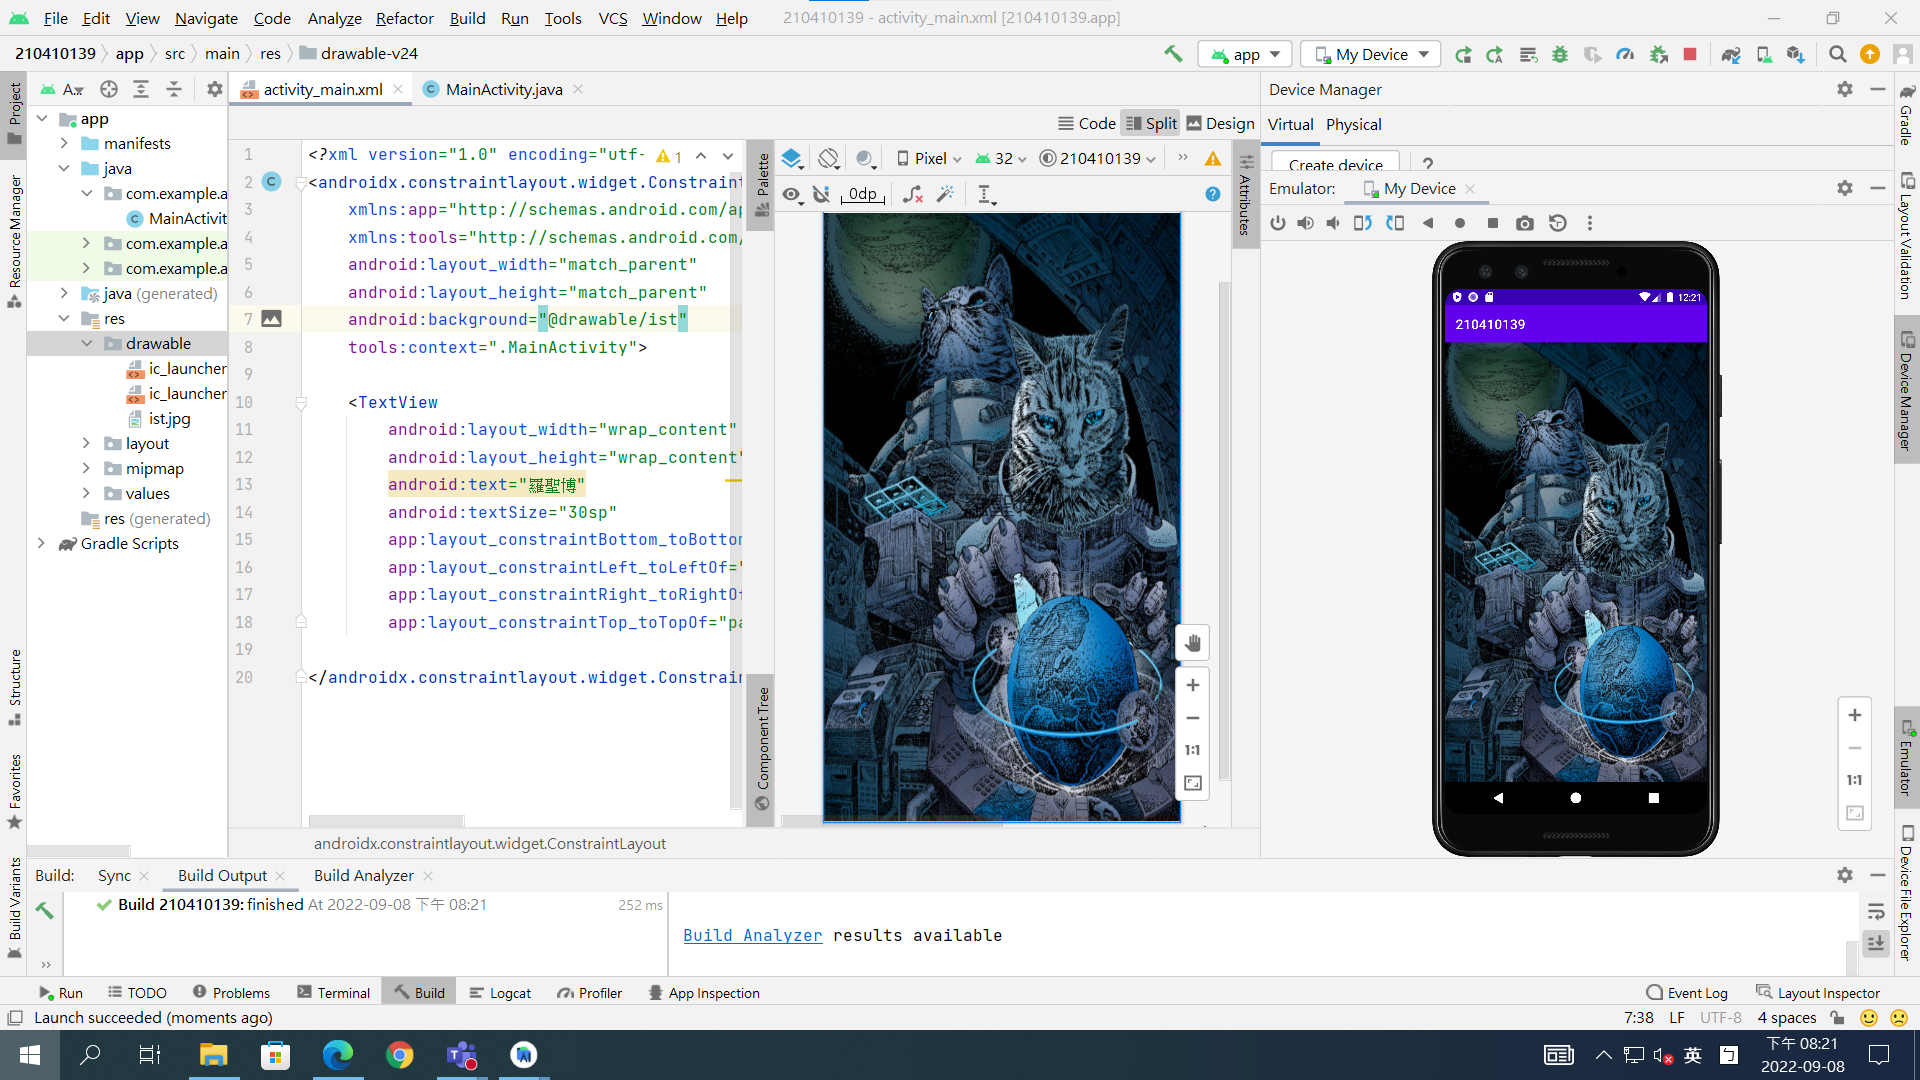 File Edit View Navigate Code Analyze Refactor Build Run Tools VCS Window Help 210410139 - activity_main.xml [210410139.app]
210410139 app src main res drawable-v24 app My Device
A.. activity_main.xml MainActivity.java Device Manager
Code Split Design Virtual Physical
Create device ?
Emulator: My Device
Project
Resource Manager
Structure
Favorites
Build Variants
app
manifests
java
com.example.a
MainActivit
com.example.a
com.example.a
java (generated)
res
drawable
ic_launcher
ic_launcher
ist.jpg
layout
mipmap
values
res (generated)
Gradle Scripts
1 <?xml version="1.0" encoding="utf- 1
2 <androidx.constraintlayout.widget.Constraint
3 xmlns:app="http://schemas.android.com/ap
4 xmlns:tools="http://schemas.android.com/
5 android:layout_width="match_parent"
6 android:layout_height="match_parent"
7 android:background="@drawable/ist"
8 tools:context=".MainActivity">
9
10 <TextView
11 android:layout_width="wrap_content"
12 android:layout_height="wrap_content"
13 android:text="羅聖博"
14 android:textSize="30sp"
15 app:layout_constraintBottom_toBottom
16 app:layout_constraintLeft_toLeftOf="
17 app:layout_constraintRight_toRightOf
18 app:layout_constraintTop_toTopOf="pa
19
20 </androidx.constraintlayout.widget.Constrain
androidx.constraintlayout.widget.ConstraintLayout
Palette
Component Tree
Pixel 32 210410139
0dp
Attributes
1:1
12:21
210410139
1:1
Gradle
Layout Validation
Device Manager
Emulator
Device File Explorer
Build: Sync Build Output Build Analyzer
Build 210410139: finished At 2022-09-08 下午 08:21 252 ms
Build Analyzer results available
Run TODO Problems Terminal Build Logcat Profiler App Inspection Event Log Layout Inspector
Launch succeeded (moments ago) 7:38 LF UTF-8 4 spaces
英 ㄅ 下午 08:21
2022-09-08